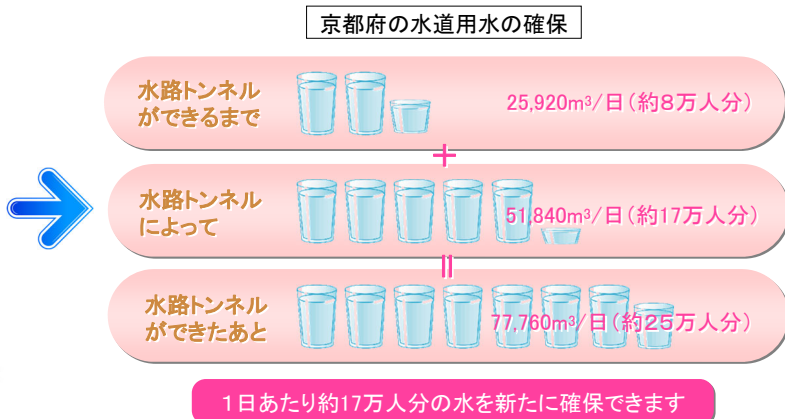 京都府の水道用水の確保
水路トンネル
ができるまで
25,920m³/日(約8万人分)
+
水路トンネル
によって
51,840m³/日(約17万人分)
=
水路トンネル
ができたあと
77,760m³/日(約25万人分)
1日あたり約17万人分の水を新たに確保できます